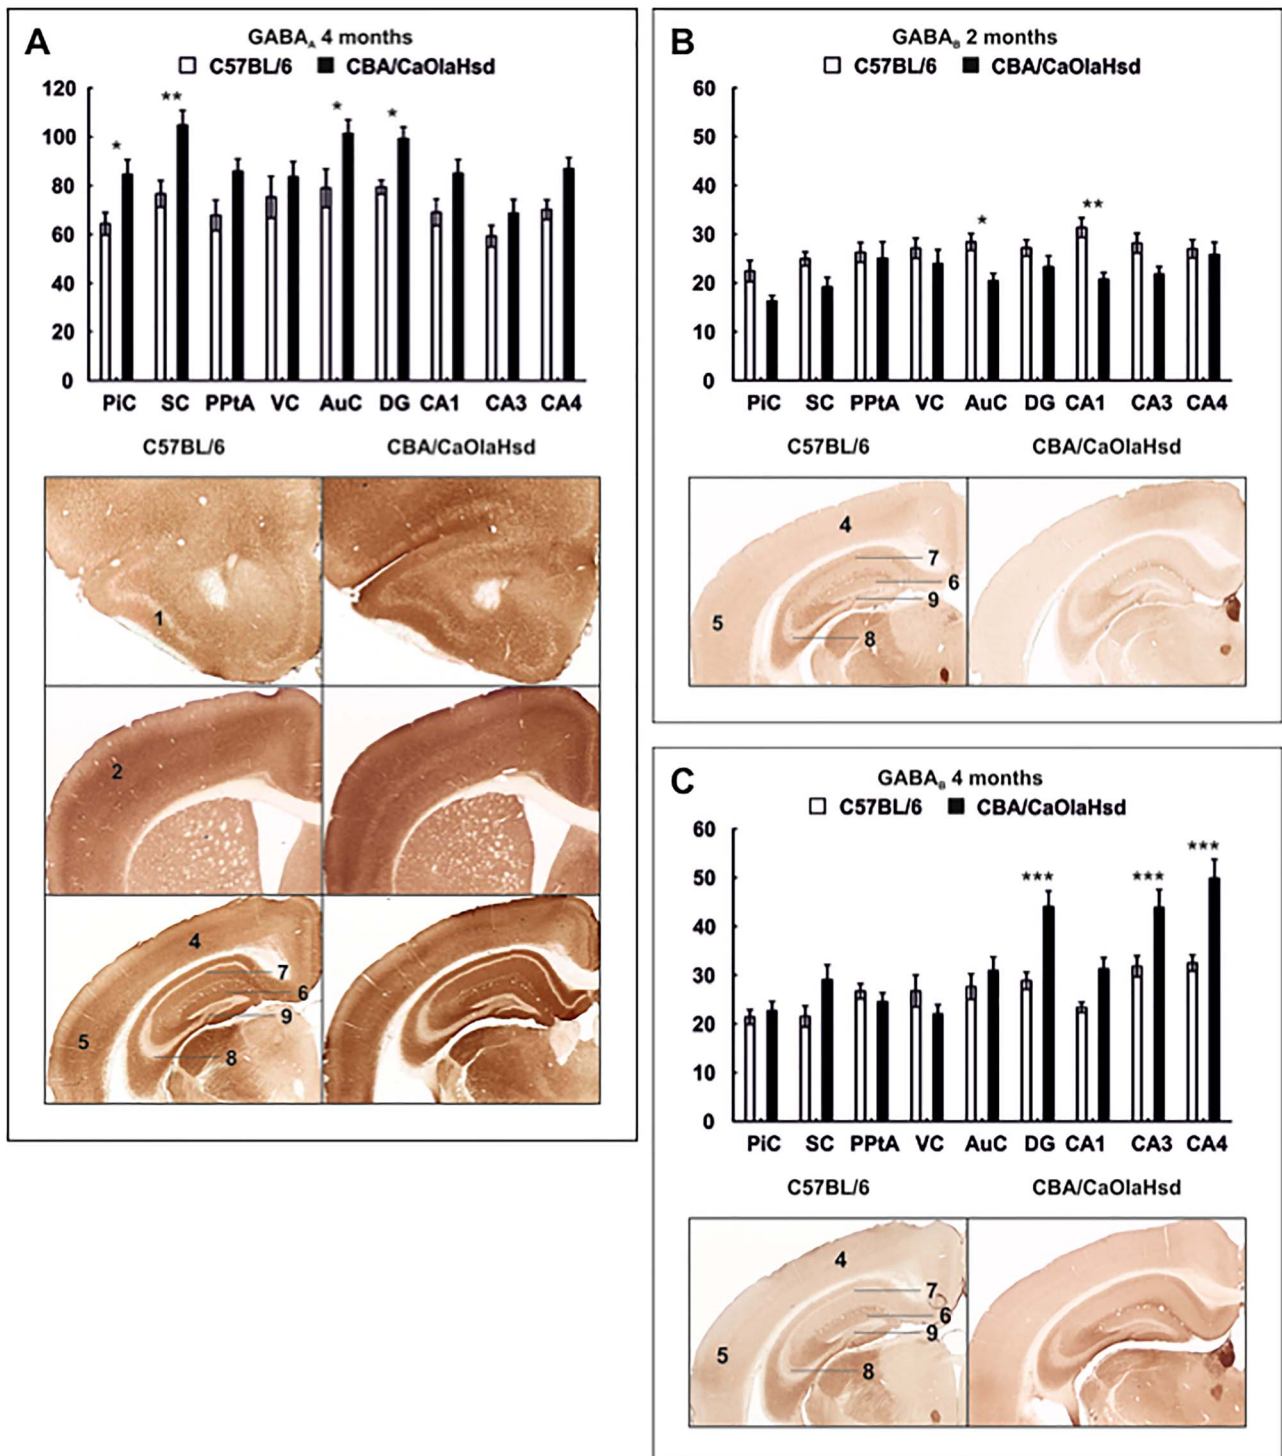 A
GABA_A 4 months
C57BL/6 CBA/CaOlaHsd
120
100
80
60
40
20
0
* ** * *
PiC SC PPtA VC AuC DG CA1 CA3 CA4
C57BL/6 CBA/CaOlaHsd
1
2
4
7
6
9
5
8
B
GABA_B 2 months
C57BL/6 CBA/CaOlaHsd
60
50
40
30
20
10
0
* **
PiC SC PPtA VC AuC DG CA1 CA3 CA4
C57BL/6 CBA/CaOlaHsd
4
7
6
9
5
8
C
GABA_B 4 months
C57BL/6 CBA/CaOlaHsd
60
50
40
30
20
10
0
*** *** ***
PiC SC PPtA VC AuC DG CA1 CA3 CA4
C57BL/6 CBA/CaOlaHsd
4
7
6
9
5
8